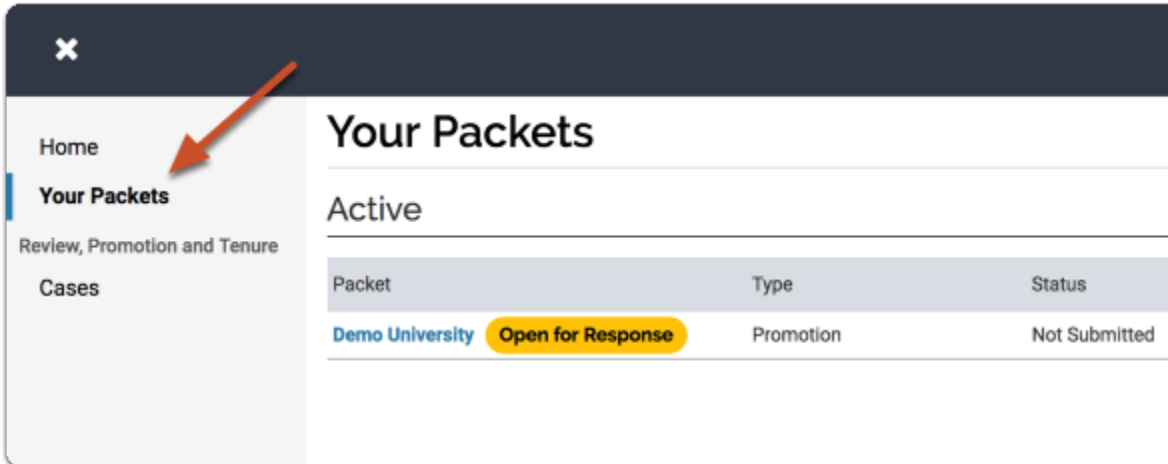 Home
Your Packets
Review, Promotion and Tenure
Cases
Your Packets
Active
Packet Type Status
Demo University Open for Response Promotion Not Submitted